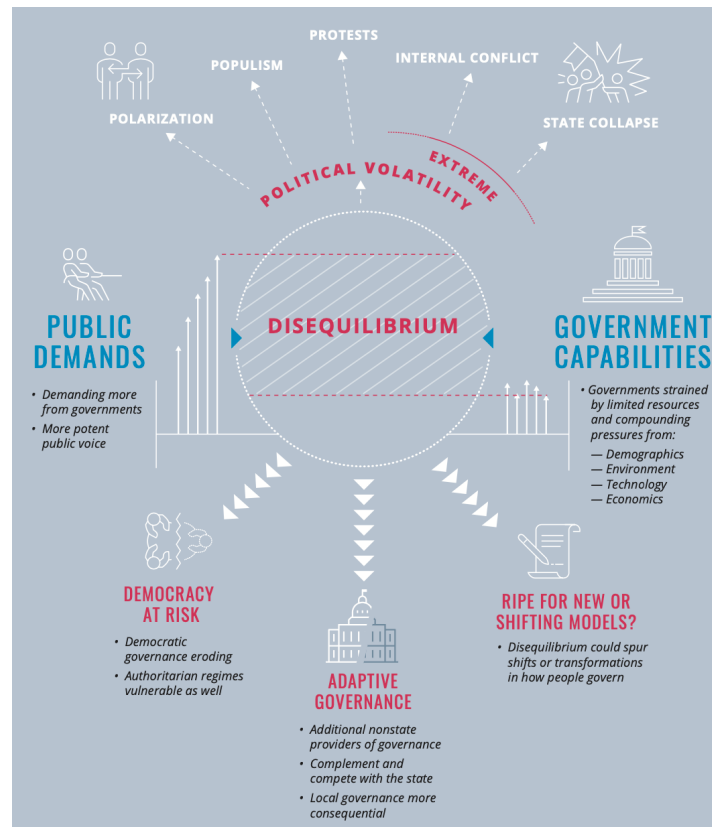 PROTESTS
POPULISM
INTERNAL CONFLICT
POLARIZATION
STATE COLLAPSE
POLITICAL VOLATILITY
EXTREME
DISEQUILIBRIUM
PUBLIC
DEMANDS
• Demanding more
from governments
• More potent
public voice
GOVERNMENT
CAPABILITIES
• Governments strained
by limited resources
and compounding
pressures from:
— Demographics
— Environment
— Technology
— Economics
DEMOCRACY
AT RISK
• Democratic
governance eroding
• Authoritarian regimes
vulnerable as well
ADAPTIVE
GOVERNANCE
• Additional nonstate
providers of governance
• Complement and
compete with the state
• Local governance more
consequential
RIPE FOR NEW OR
SHIFTING MODELS?
• Disequilibrium could spur
shifts or transformations
in how people govern